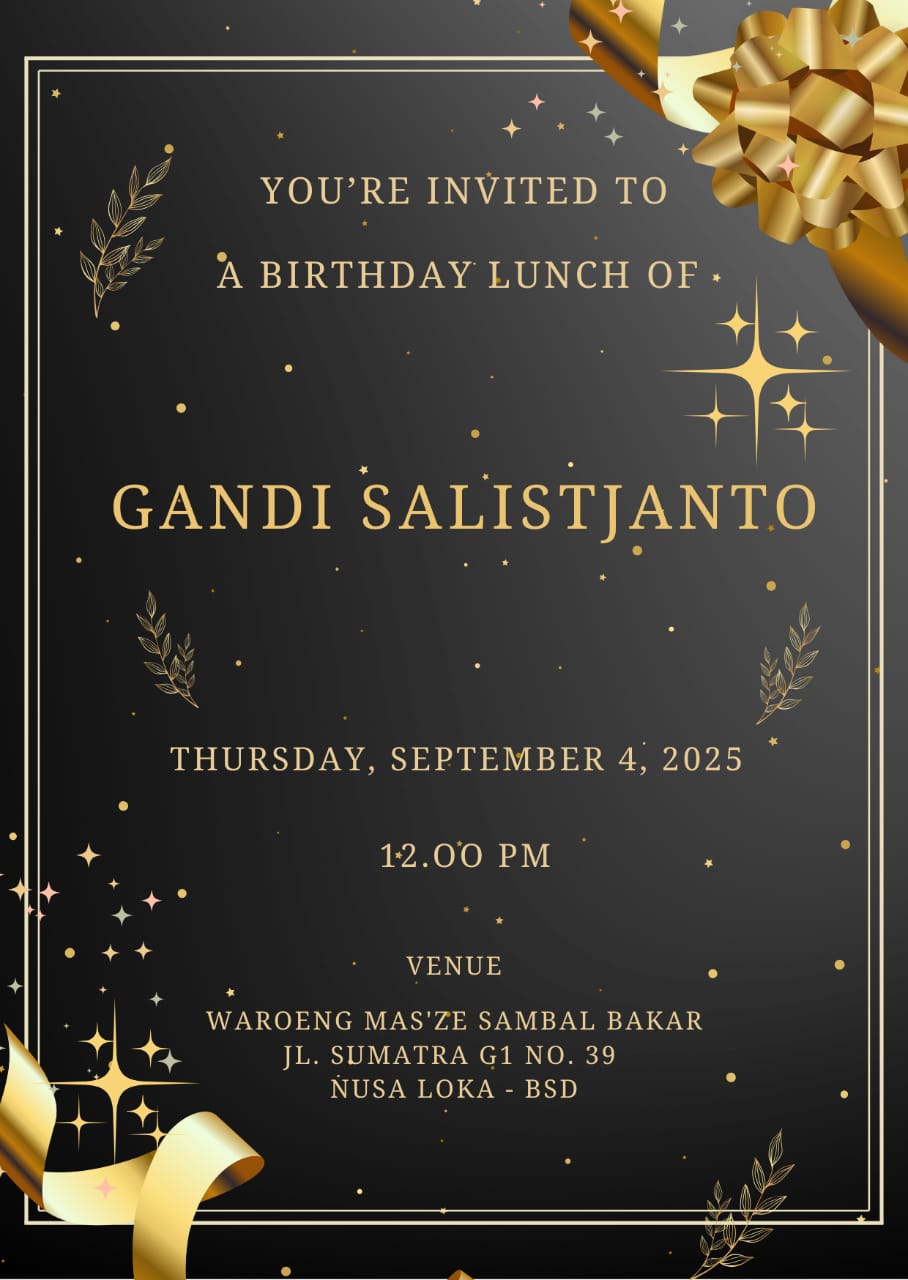 YOU’RE INVITED TO
A BIRTHDAY LUNCH OF
GANDI SALISTJANTO
THURSDAY, SEPTEMBER 4, 2025
12.00 PM
VENUE
WAROENG MAS'ZE SAMBAL BAKAR
JL. SUMATRA G1 NO. 39
NUSA LOKA - BSD